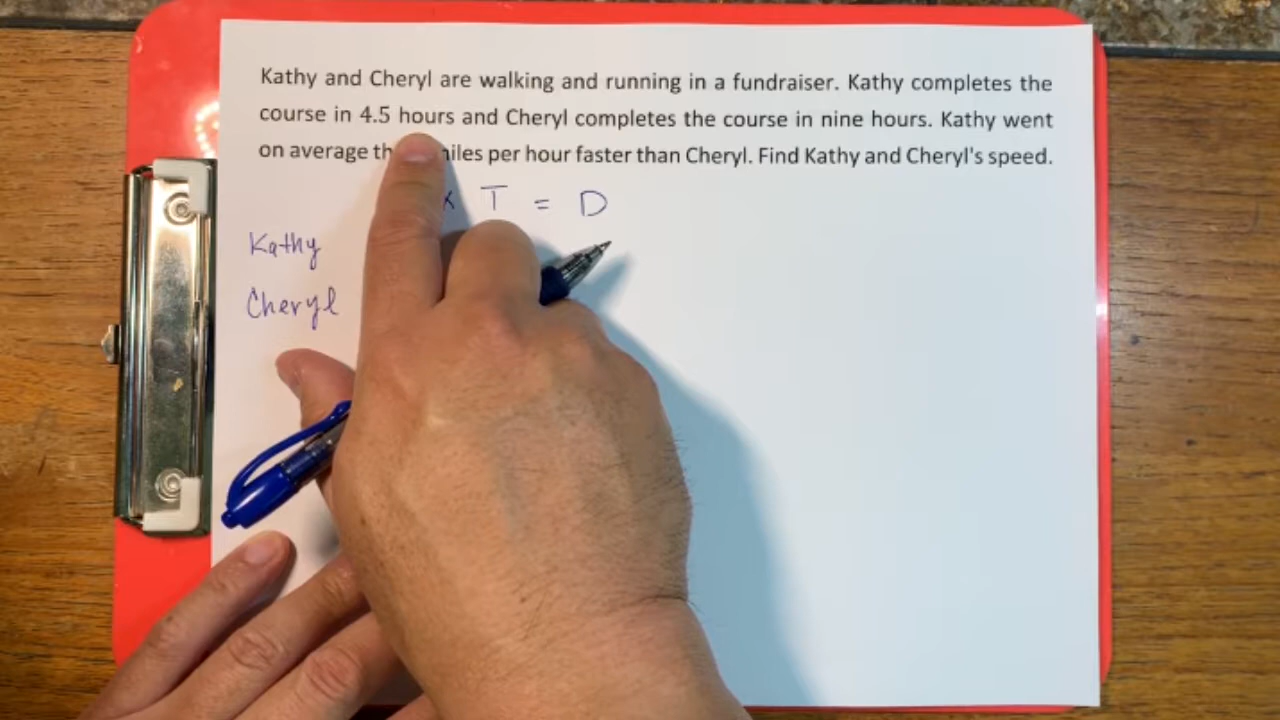 Kathy and Cheryl are walking and running in a fundraiser. Kathy completes the
course in 4.5 hours and Cheryl completes the course in nine hours. Kathy went
on average miles per hour faster than Cheryl. Find Kathy and Cheryl's speed.
x T = D
Kathy
Cheryl